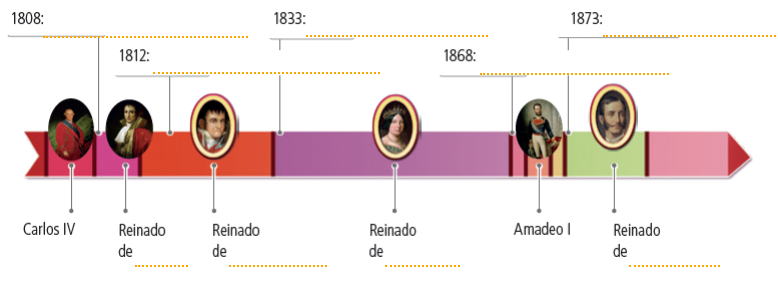 1808:
1833:
1873:
1812:
1868:
Carlos IV
Reinado
de
Reinado
de
Reinado
de
Amadeo I
Reinado
de